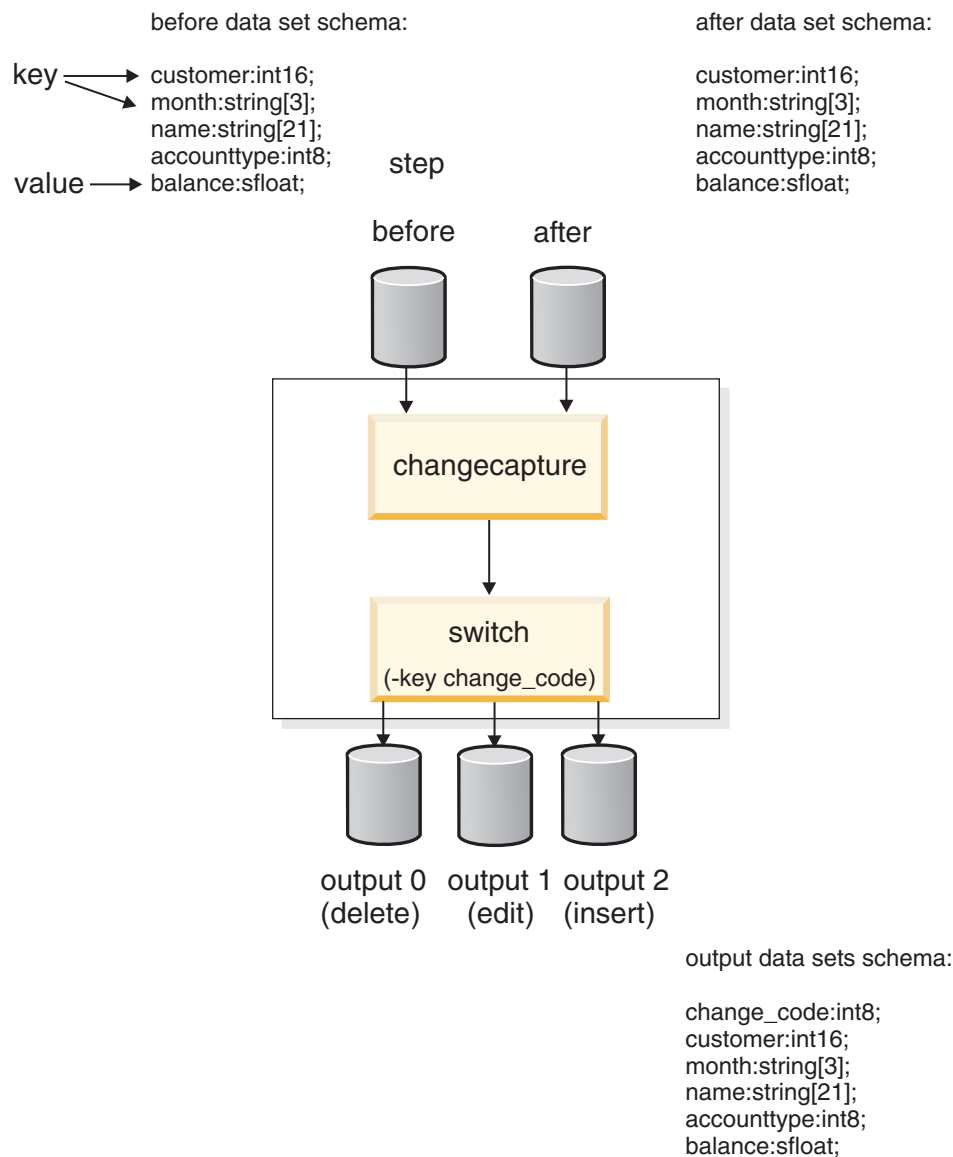 before data set schema:
after data set schema:
key
customer:int16;
month:string[3];
name:string[21];
accounttype:int8;
value
balance:sfloat;
customer:int16;
month:string[3];
name:string[21];
accounttype:int8;
balance:sfloat;
step
before
after
changecapture
switch
(-key change_code)
output 0
(delete)
output 1
(edit)
output 2
(insert)
output data sets schema:
change_code:int8;
customer:int16;
month:string[3];
name:string[21];
accounttype:int8;
balance:sfloat;